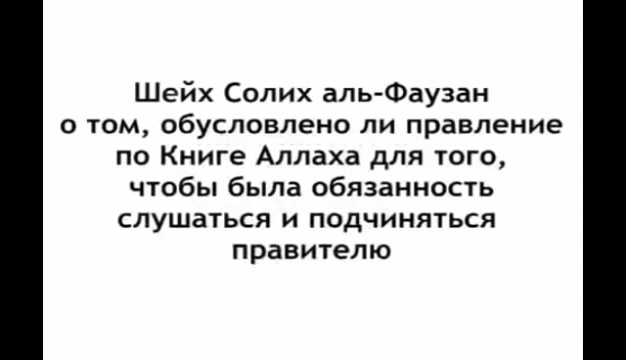 Шейх Солих аль-Фаузан
о том, обусловлено ли правление
по Книге Аллаха для того,
чтобы была обязанность
слушаться и подчиняться
правителю